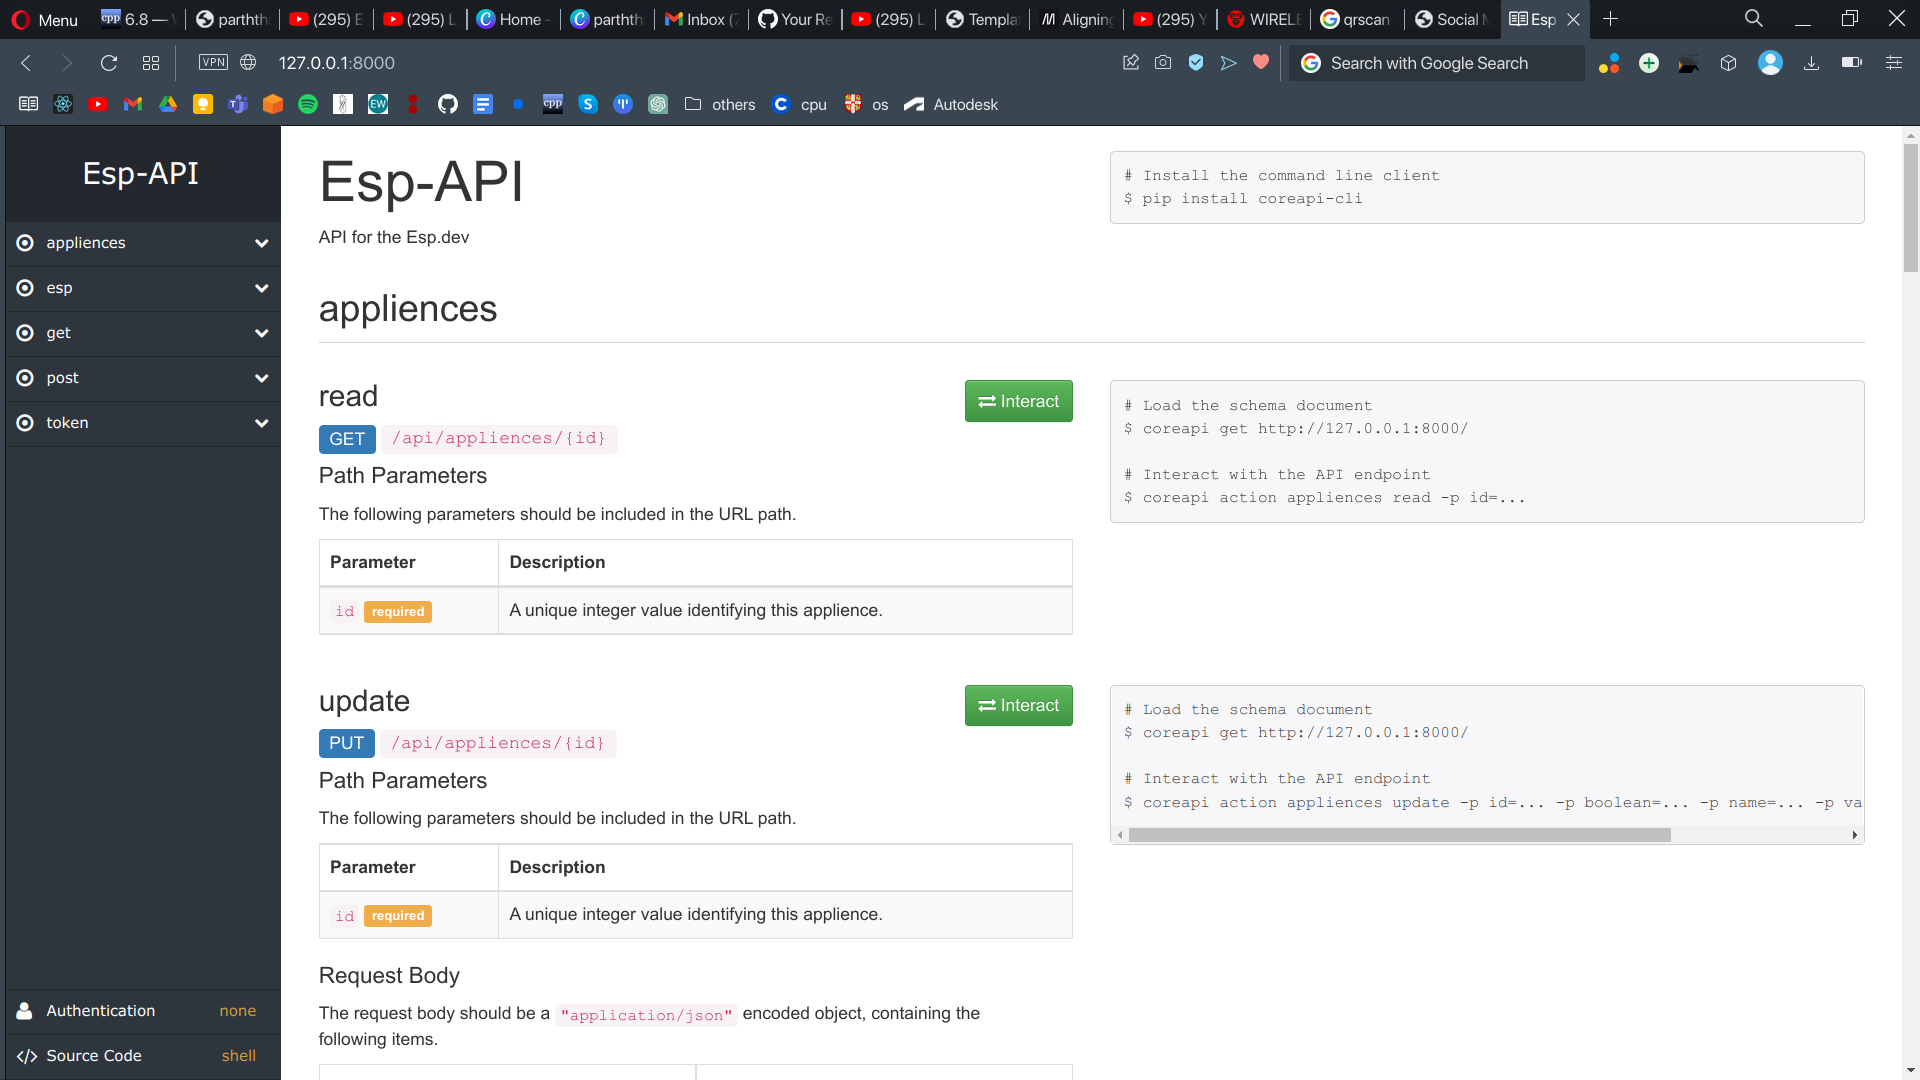 Menu
6.8 —
parthth
(295) E
(295) L
Home -
parthth
Inbox (7
Your Re
(295) L
Templa
Aligning
(295) Y
WIRELE
qrscan
Social M
Esp
VPN
127.0.0.1:8000
Search with Google Search
others
cpu
os
Autodesk
Esp-API
appliences
esp
get
post
token
Authentication none
Source Code shell
Esp-API
API for the Esp.dev
# Install the command line client
$ pip install coreapi-cli
appliences
read
Interact
GET /api/appliences/{id}
Path Parameters
The following parameters should be included in the URL path.
Parameter Description
id required A unique integer value identifying this applience.
# Load the schema document
$ coreapi get http://127.0.0.1:8000/
# Interact with the API endpoint
$ coreapi action appliences read -p id=...
update
Interact
PUT /api/appliences/{id}
Path Parameters
The following parameters should be included in the URL path.
Parameter Description
id required A unique integer value identifying this applience.
Request Body
The request body should be a "application/json" encoded object, containing the
following items.
# Load the schema document
$ coreapi get http://127.0.0.1:8000/
# Interact with the API endpoint
$ coreapi action appliences update -p id=... -p boolean=... -p name=... -p va